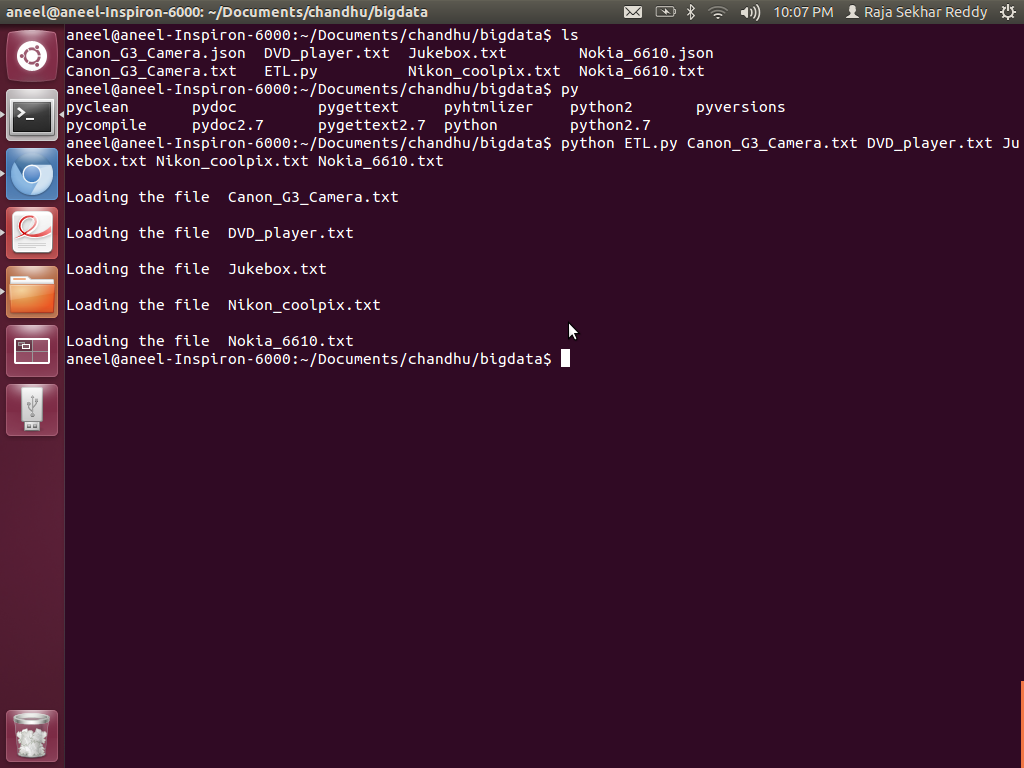 aneel@aneel-Inspiron-6000: ~/Documents/chandhu/bigdata 10:07 PM Raja Sekhar Reddy
aneel@aneel-Inspiron-6000:~/Documents/chandhu/bigdata$ ls
Canon_G3_Camera.json DVD_player.txt Jukebox.txt Nokia_6610.json
Canon_G3_Camera.txt ETL.py Nikon_coolpix.txt Nokia_6610.txt
aneel@aneel-Inspiron-6000:~/Documents/chandhu/bigdata$ py
pyclean pydoc pygettext pyhtmlizer python2 pyversions
pycompile pydoc2.7 pygettext2.7 python python2.7
aneel@aneel-Inspiron-6000:~/Documents/chandhu/bigdata$ python ETL.py Canon_G3_Camera.txt DVD_player.txt Ju
kebox.txt Nikon_coolpix.txt Nokia_6610.txt
Loading the file Canon_G3_Camera.txt
Loading the file DVD_player.txt
Loading the file Jukebox.txt
Loading the file Nikon_coolpix.txt
Loading the file Nokia_6610.txt
aneel@aneel-Inspiron-6000:~/Documents/chandhu/bigdata$